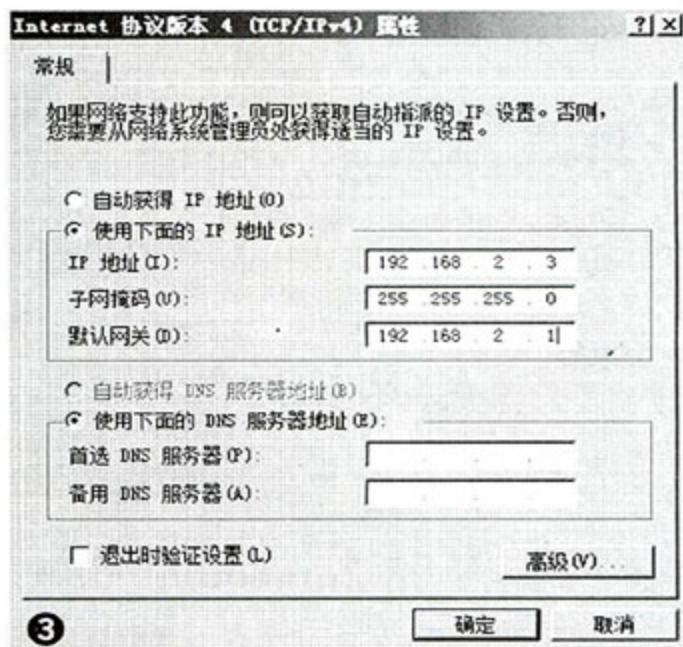 Internet 协议版本 4 (TCP/IPv4) 属性
常规
如果网络支持此功能，则可以获取自动指派的 IP 设置。否则，
您需要从网络系统管理员处获得适当的 IP 设置。
自动获得 IP 地址(O)
使用下面的 IP 地址(S):
IP 地址(I): 192 .168 . 2 . 3
子网掩码(U): 255 .255 .255 . 0
默认网关(D): 192 .168 . 2 . 1
自动获得 DNS 服务器地址(B)
使用下面的 DNS 服务器地址(E):
首选 DNS 服务器(P):
备用 DNS 服务器(A):
退出时验证设置(L)
高级(V)...
3
确定 取消